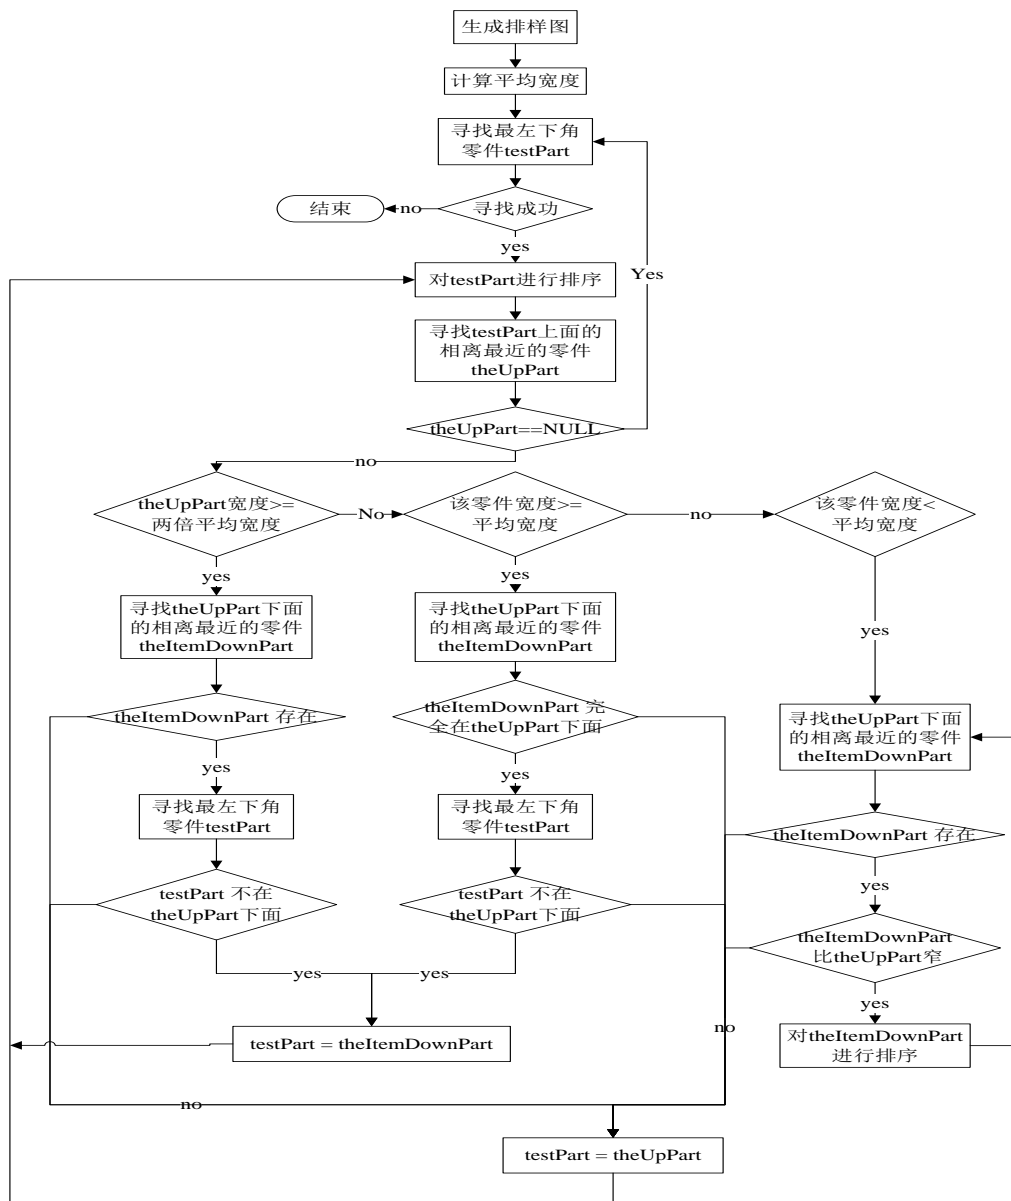 生成排样图
计算平均宽度
寻找最左下角
零件testPart
结束
no
寻找成功
yes
对testPart进行排序
Yes
寻找testPart上面的
相离最近的零件
theUpPart
theUpPart==NULL
no
theUpPart宽度>=
两倍平均宽度
No
该零件宽度>=
平均宽度
no
该零件宽度<
平均宽度
yes
yes
yes
寻找theUpPart下面
的相离最近的零件
theItemDownPart
寻找theUpPart下面
的相离最近的零件
theItemDownPart
寻找theUpPart下面
的相离最近的零件
theItemDownPart
theItemDownPart 存在
theItemDownPart 完
全在theUpPart下面
yes
yes
寻找最左下角
零件testPart
寻找最左下角
零件testPart
theItemDownPart 存在
yes
testPart 不在
theUpPart下面
testPart 不在
theUpPart下面
theItemDownPart
比theUpPart窄
yes
yes
yes
testPart = theItemDownPart
no
对theItemDownPart
进行排序
no
testPart = theUpPart